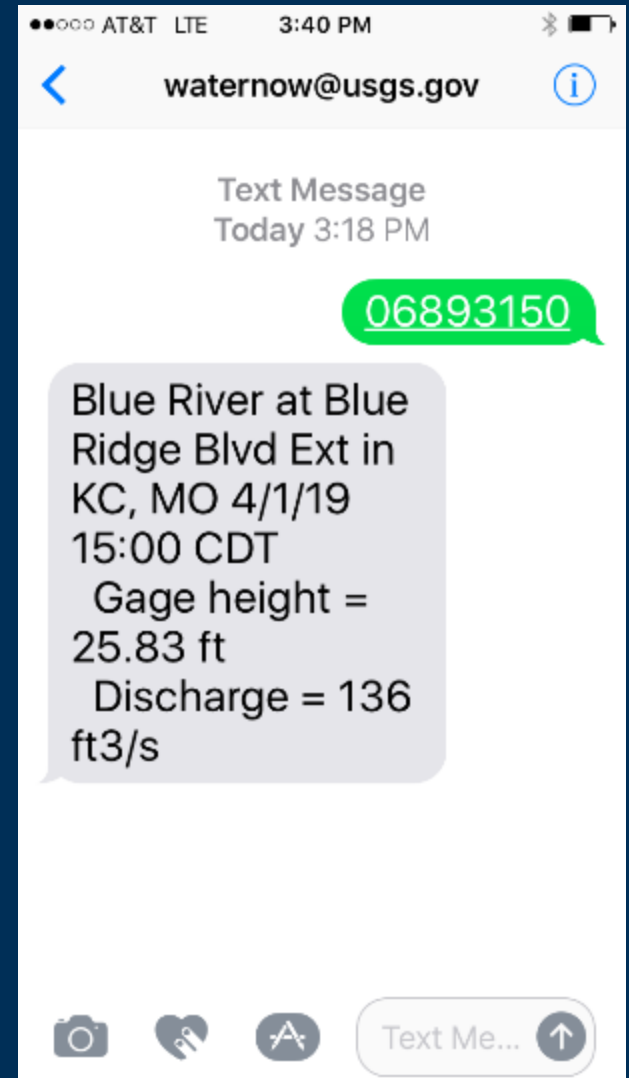 AT&T LTE 3:40 PM
waternow@usgs.gov
Text Message
Today 3:18 PM
06893150
Blue River at Blue
Ridge Blvd Ext in
KC, MO 4/1/19
15:00 CDT
Gage height =
25.83 ft
Discharge = 136
ft3/s
Text Me...